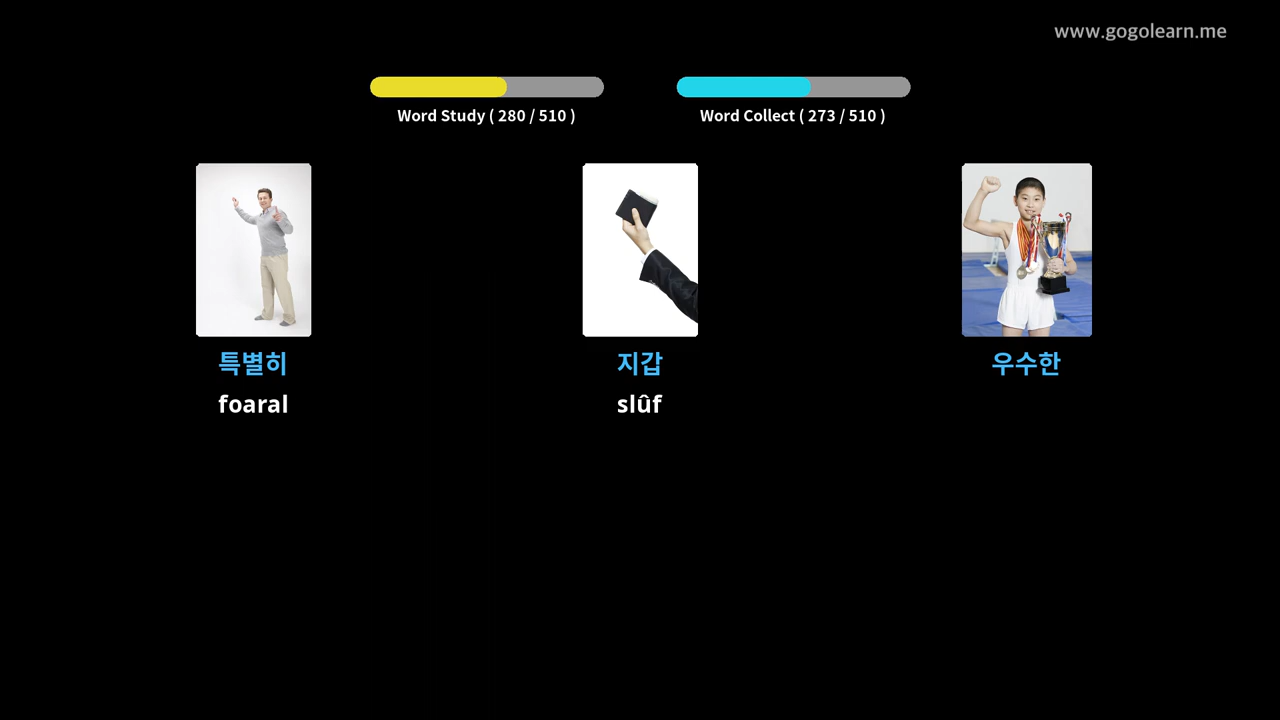 www.gogolearn.me
Word Study ( 280 / 510 )
Word Collect ( 273 / 510 )
특별히
지갑
우수한
foaral
slûf